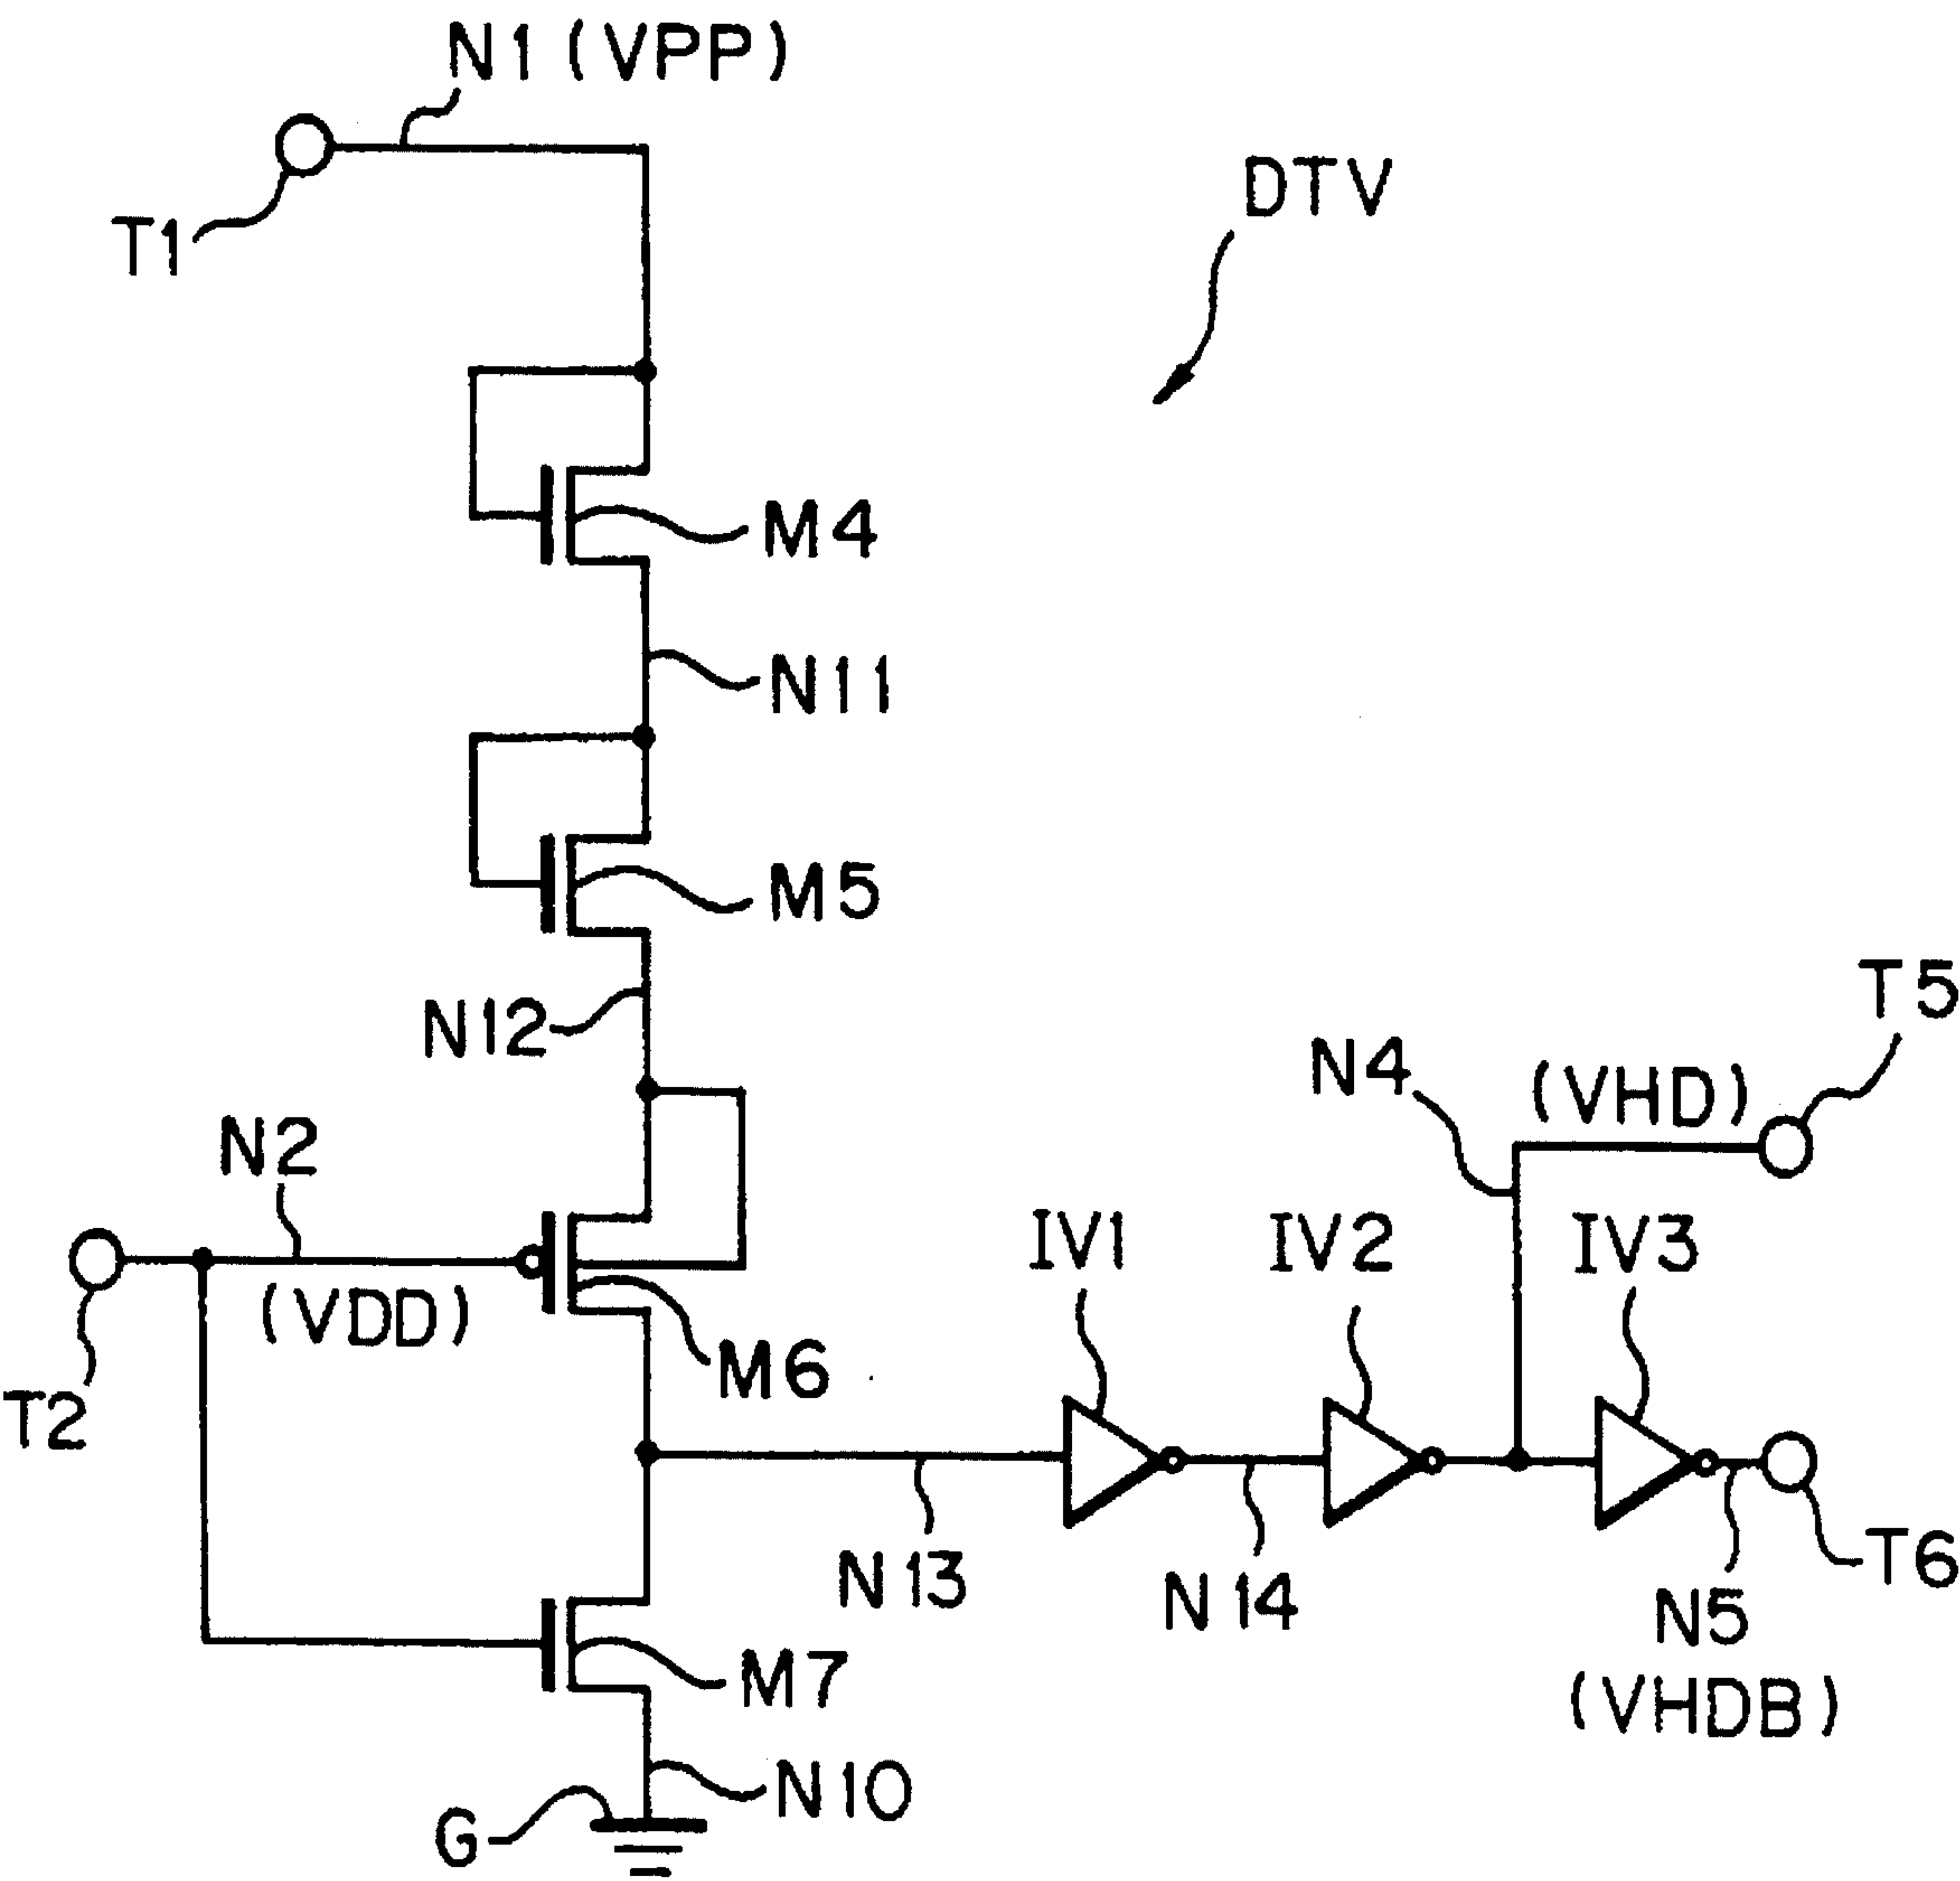 N1 (VPP)
T1
DTV
M4
N11
M5
N12
T5
N4
(VHD)
N2
IV1
IV2
IV3
(VDD)
M6
T2
N13
N14
T6
N5
(VHDB)
M7
N10
G